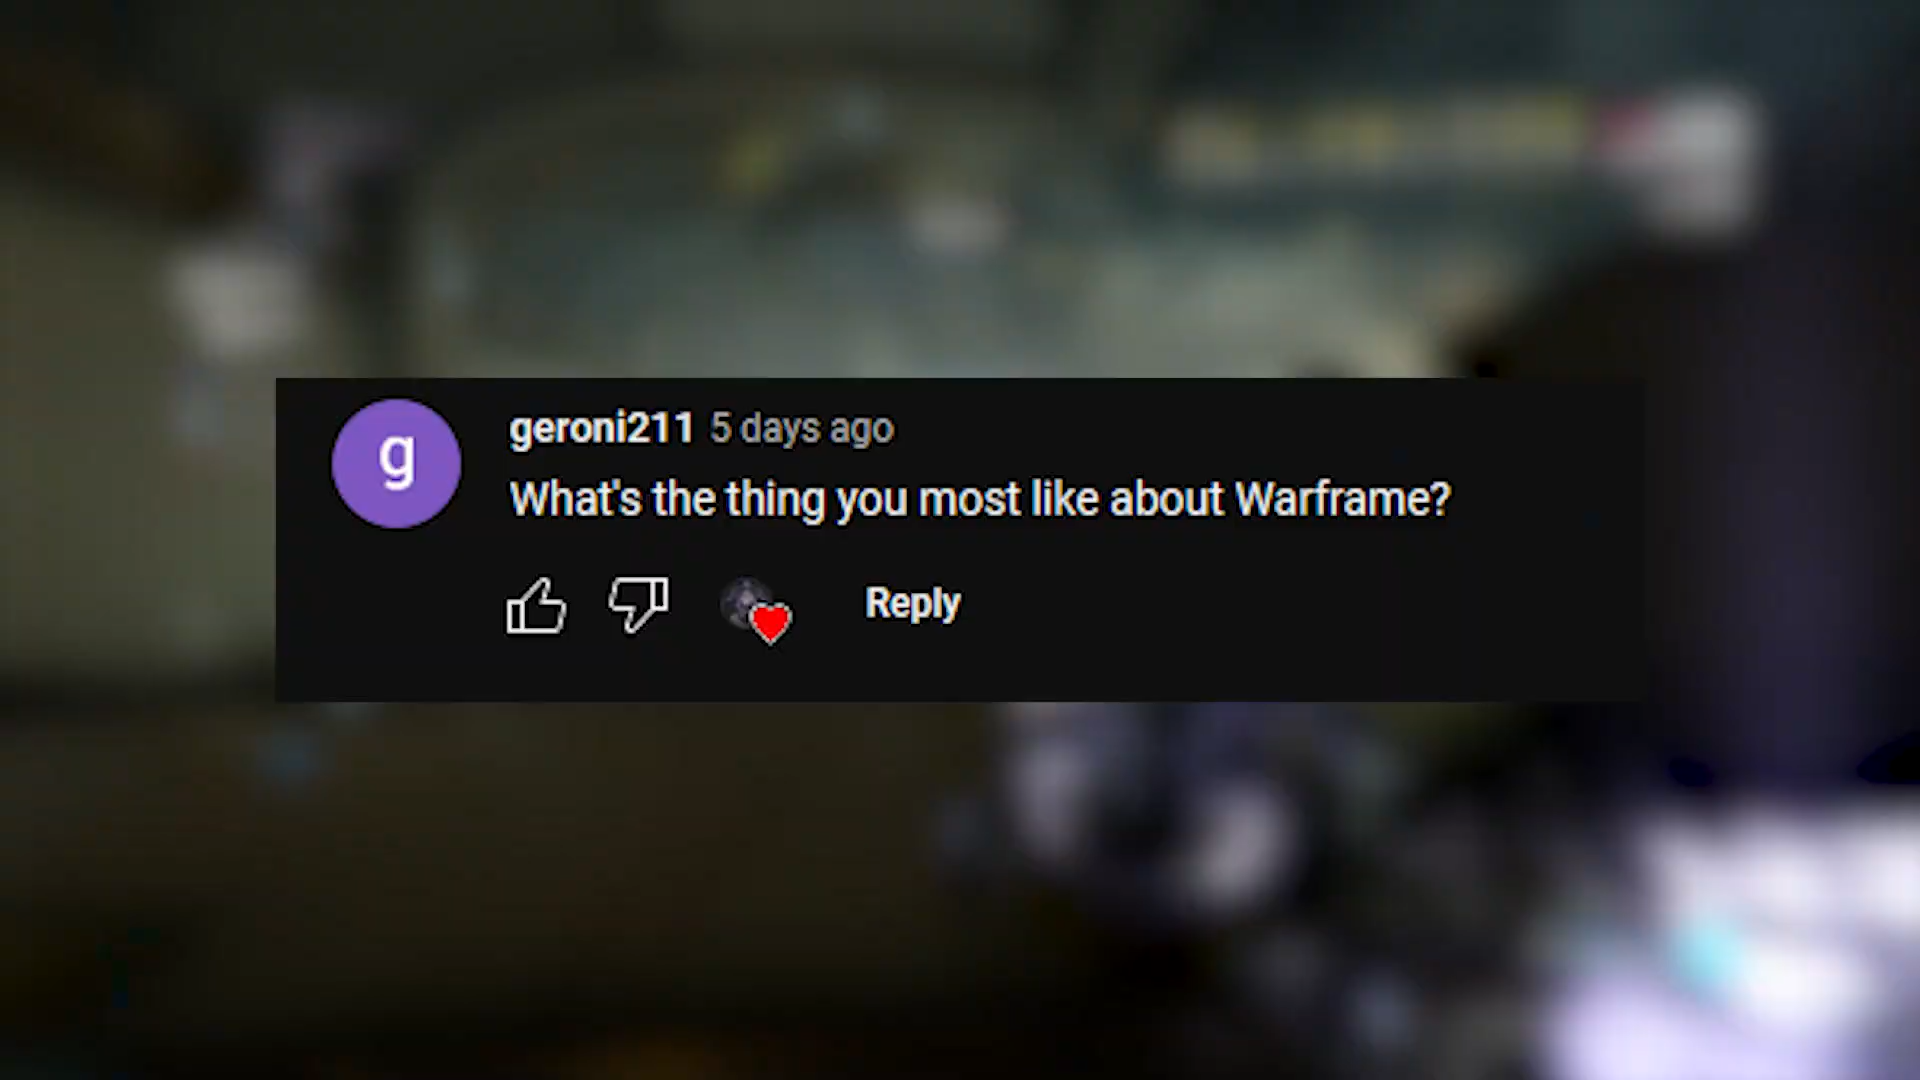 g
geroni211 5 days ago
What's the thing you most like about Warframe?
Reply